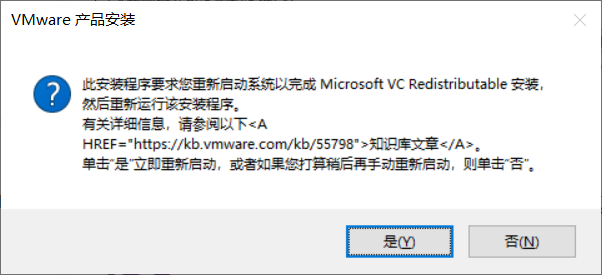 VMware 产品安装
此安装程序要求您重新启动系统以完成 Microsoft VC Redistributable 安装，
然后重新运行该安装程序。
有关详细信息，请参阅以下<A
HREF="https://kb.vmware.com/kb/55798">知识库文章</A>。
单击“是”立即重新启动，或者如果您打算稍后再手动重新启动，则单击“否”。
是(Y)
否(N)